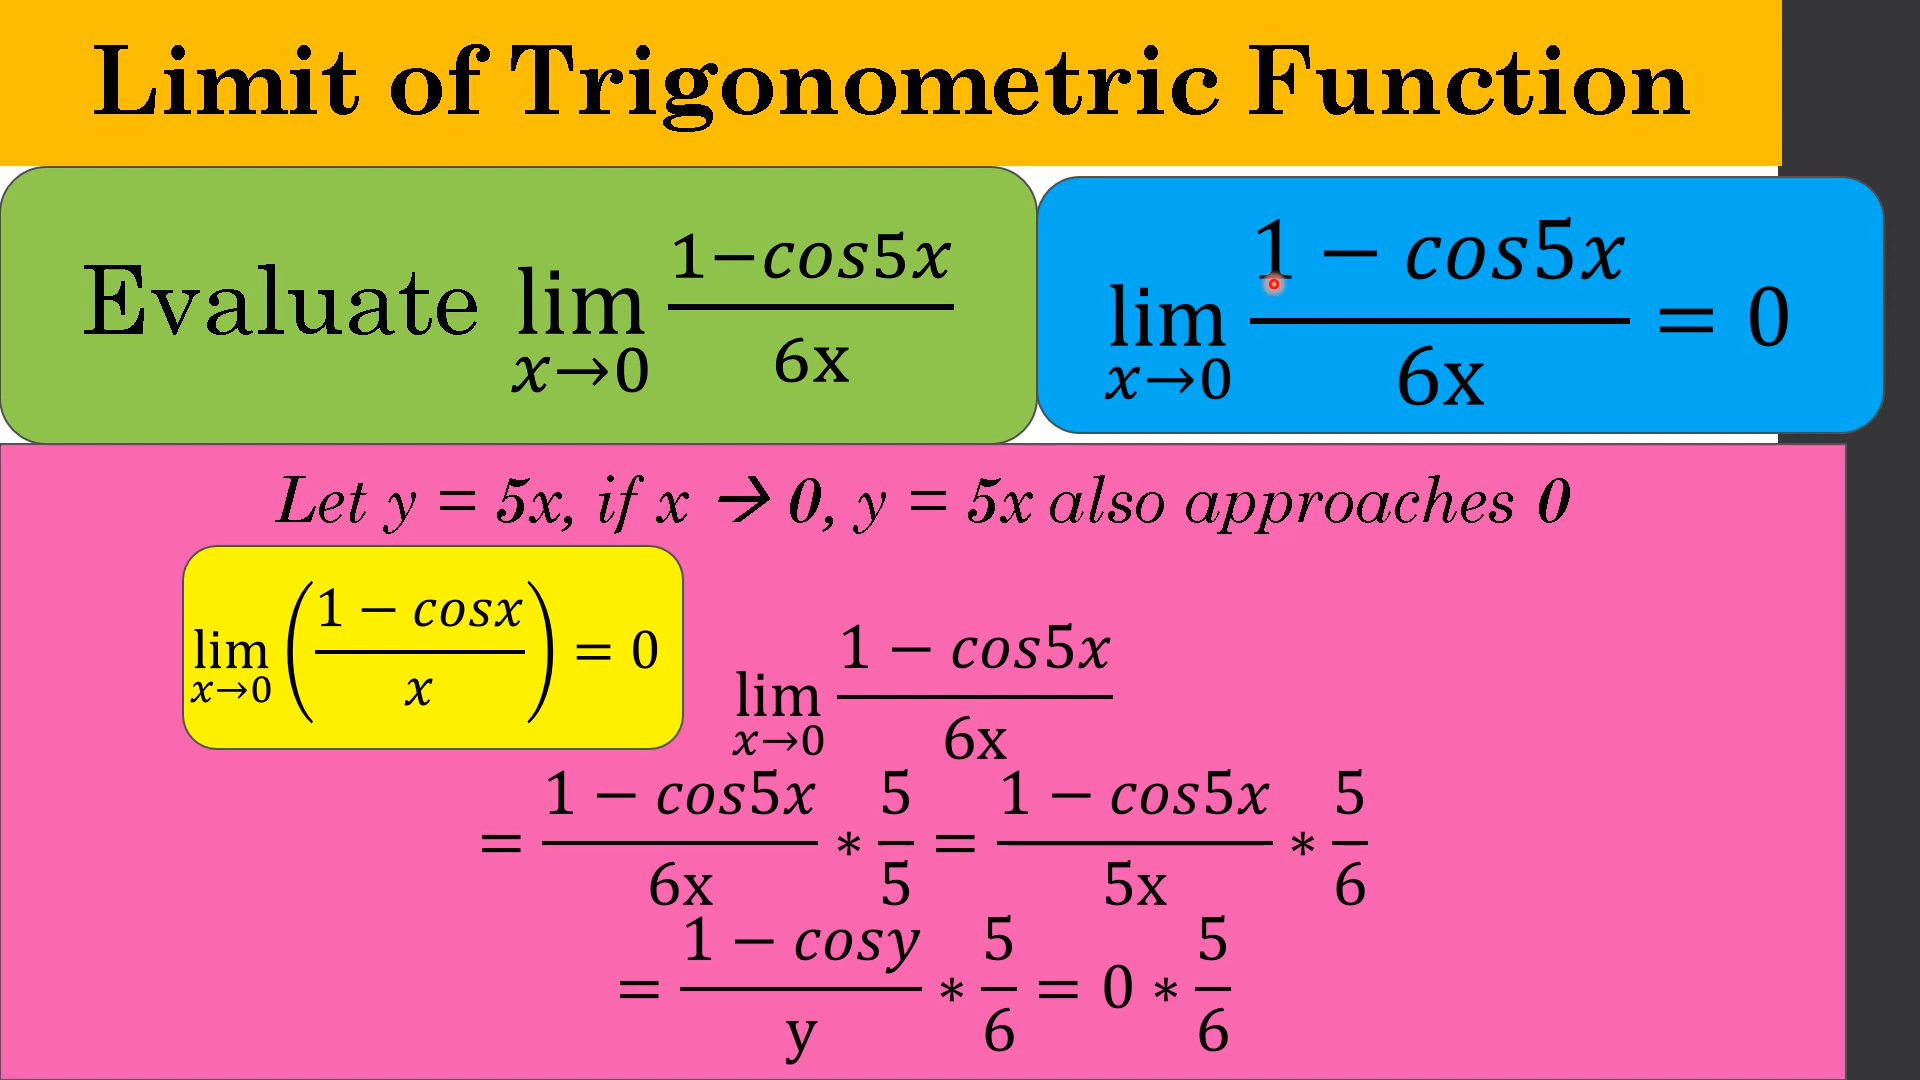 Limit of Trigonometric Function
Evaluate lim x→0 (1−cos5x)/(6x)
lim x→0 (1 − cos5x)/(6x) = 0
Let y = 5x, if x → 0, y = 5x also approaches 0
lim x→0 ((1 − cosx)/x) = 0
lim x→0 (1 − cos5x)/(6x)
= (1 − cos5x)/(6x) * 5/5 = (1 − cos5x)/(5x) * 5/6
= (1 − cosy)/y * 5/6 = 0 * 5/6